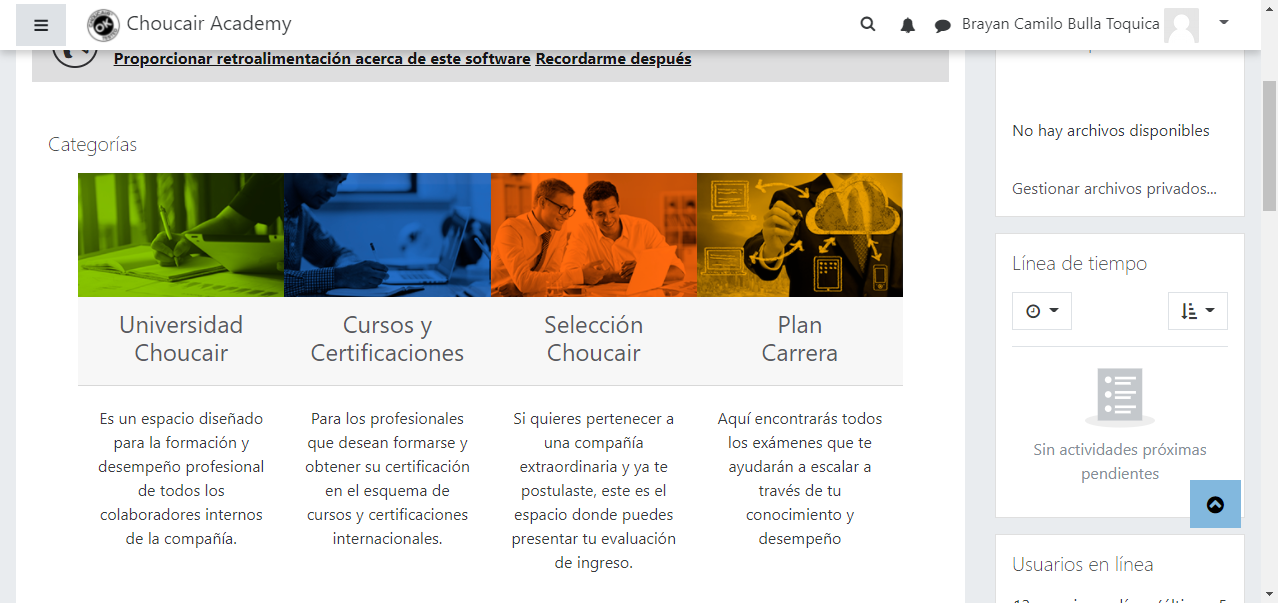 Choucair Academy
Brayan Camilo Bulla Toquica
Proporcionar retroalimentación acerca de este software Recordarme después
Categorías
Universidad
Choucair
Es un espacio diseñado
para la formación y
desempeño profesional
de todos los
colaboradores internos
de la compañía.
Cursos y
Certificaciones
Para los profesionales
que desean formarse y
obtener su certificación
en el esquema de
cursos y certificaciones
internacionales.
Selección
Choucair
Si quieres pertenecer a
una compañía
extraordinaria y ya te
postulaste, este es el
espacio donde puedes
presentar tu evaluación
de ingreso.
Plan
Carrera
Aquí encontrarás todos
los exámenes que te
ayudarán a escalar a
través de tu
conocimiento y
desempeño
No hay archivos disponibles
Gestionar archivos privados...
Línea de tiempo
Sin actividades próximas
pendientes
Usuarios en línea